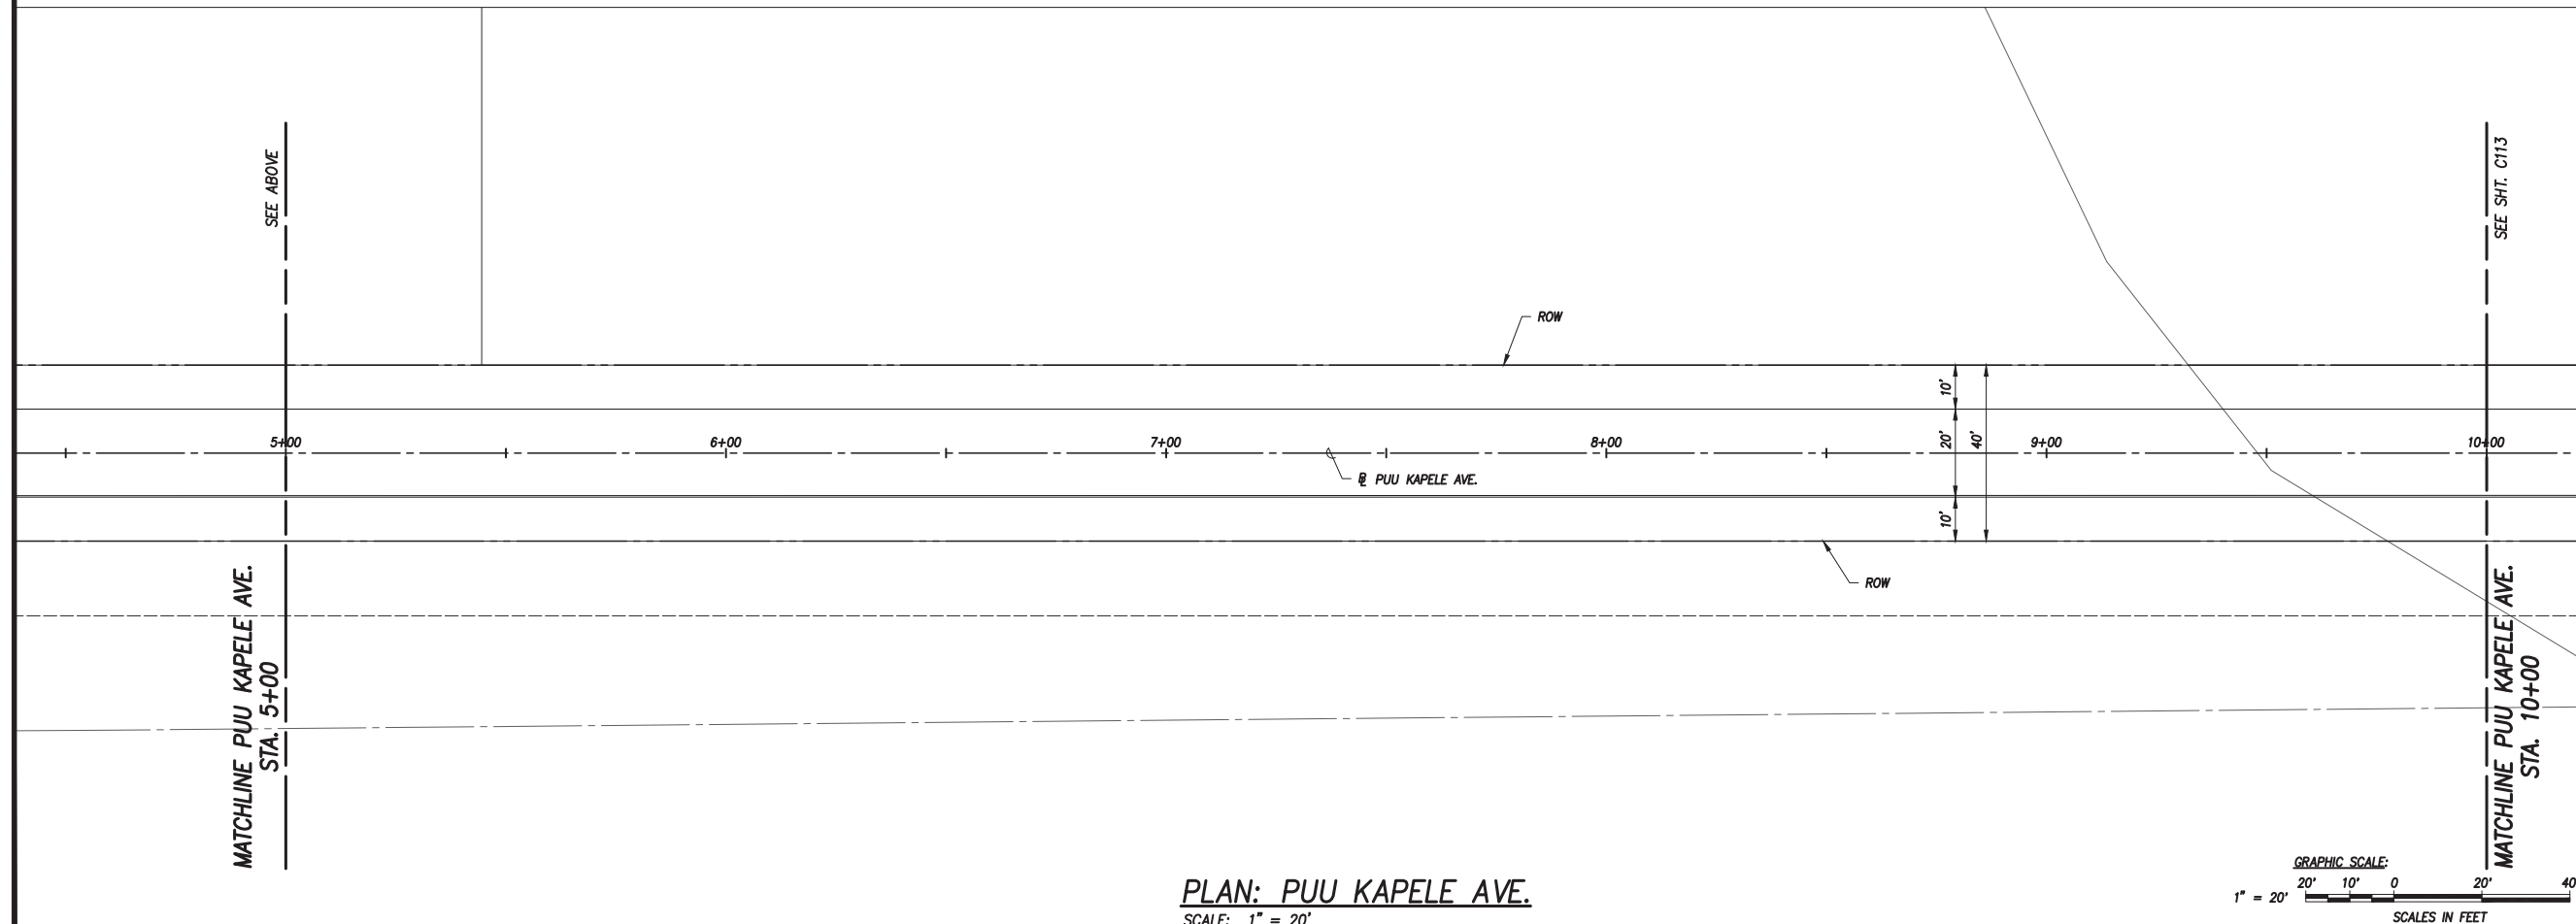 SEE ABOVE
SEE SHT. C113
ROW
10'
20'
40'
10'
5+00
6+00
7+00
8+00
9+00
10+00
PUU KAPELE AVE.
ROW
MATCHLINE PUU KAPELE AVE.
STA. 5+00
MATCHLINE PUU KAPELE AVE.
STA. 10+00
PLAN: PUU KAPELE AVE.
SCALE: 1" = 20'
GRAPHIC SCALE:
20' 10' 0 20' 40
1" = 20'
SCALES IN FEET